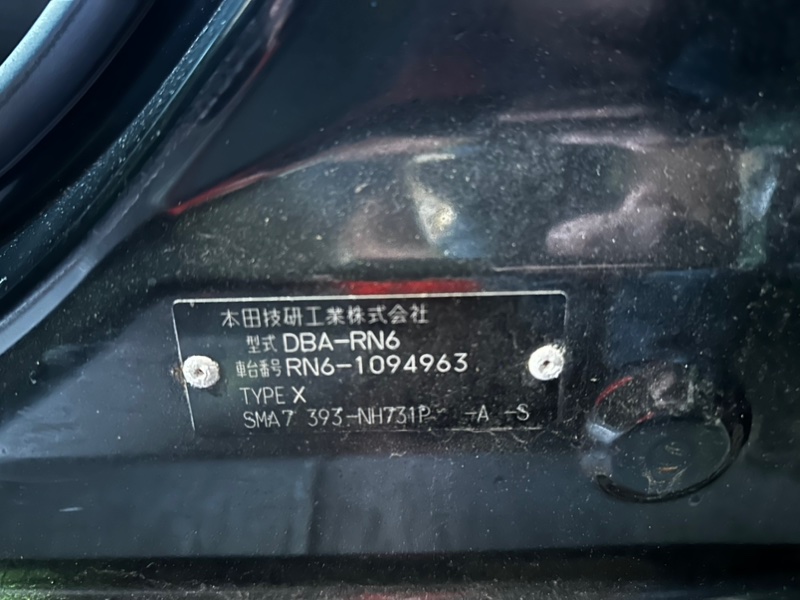 本田技研工業株式会社
型式 DBA-RN6
車台番号 RN6-1094963
TYPE X
SMA7 393-NH731P -A -S